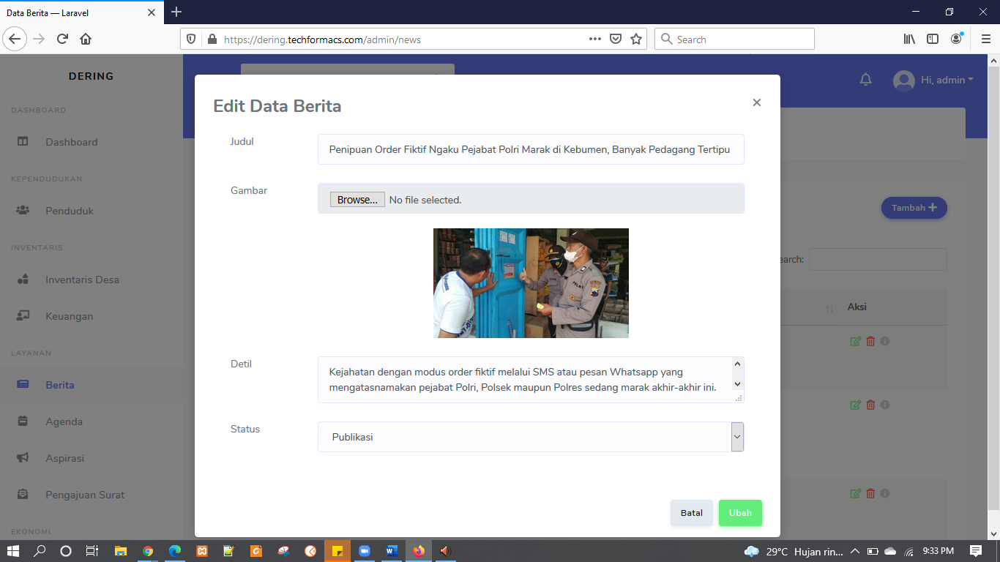 Data Berita — Laravel
https://dering.techformacs.com/admin/news
Search
DERING
Hi, admin
DASHBOARD
Dashboard
KEPENDUDUKAN
Penduduk
INVENTARIS
Inventaris Desa
Keuangan
LAYANAN
Berita
Agenda
Aspirasi
Pengajuan Surat
EKONOMI
Edit Data Berita
Judul
Penipuan Order Fiktif Ngaku Pejabat Polri Marak di Kebumen, Banyak Pedagang Tertipu
Gambar
Browse... No file selected.
Detil
Kejahatan dengan modus order fiktif melalui SMS atau pesan Whatsapp yang
mengatasnamakan pejabat Polri, Polsek maupun Polres sedang marak akhir-akhir ini.
Status
Publikasi
Batal
Ubah
Tambah
earch:
Aksi
29°C Hujan rin...
9:33 PM